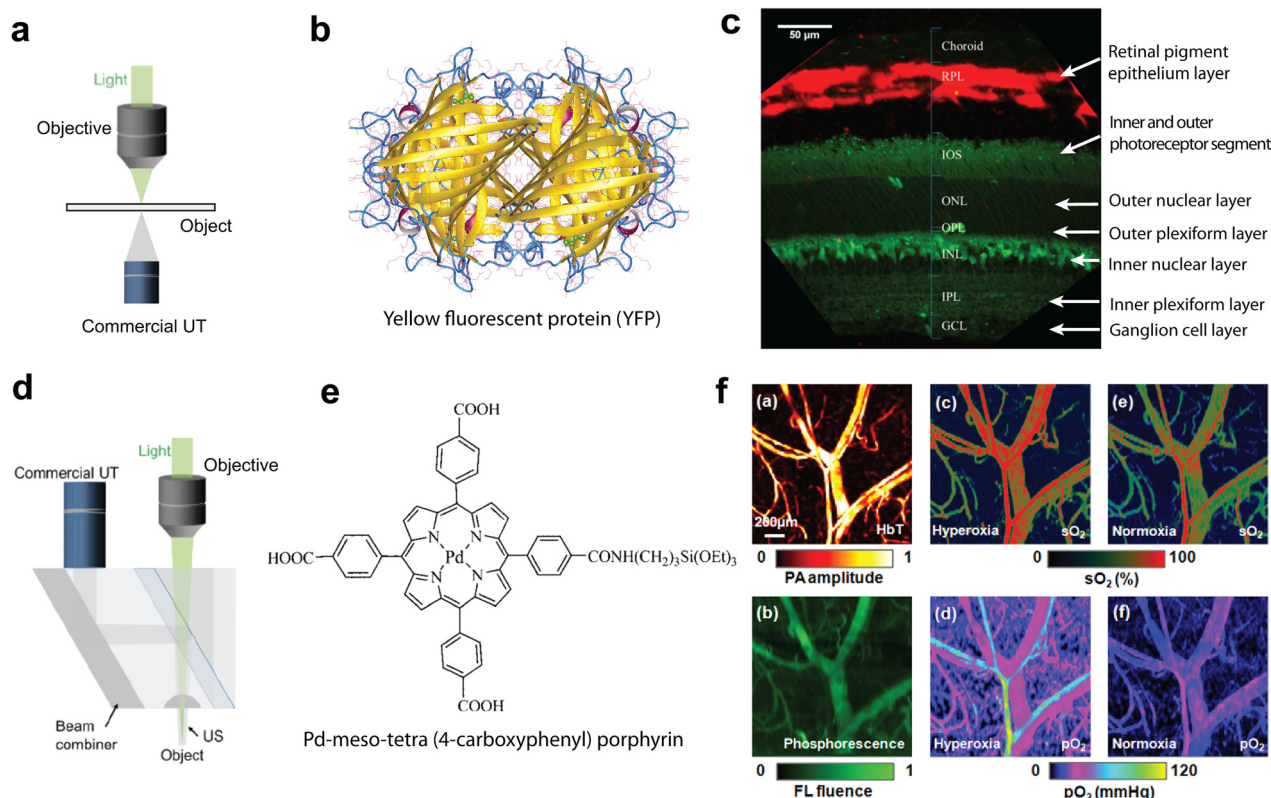 a
Light
Objective
Object
Commercial UT
b
Yellow fluorescent protein (YFP)
c
50 µm
Choroid
RPL
IOS
ONL
OPL
INL
IPL
GCL
Retinal pigment
epithelium layer
Inner and outer
photoreceptor segment
Outer nuclear layer
Outer plexiform layer
Inner nuclear layer
Inner plexiform layer
Ganglion cell layer
d
Light
Objective
Commercial UT
Beam
combiner
US
Object
e
COOH
HOOC
N
N
Pd
N
N
CONH(CH₂)₃Si(OEt)₃
COOH
Pd-meso-tetra (4-carboxyphenyl) porphyrin
f
(a)
200µm
HbT
0 1
PA amplitude
(c)
Hyperoxia sO₂
(e)
Normoxia sO₂
0 100
sO₂ (%)
(b)
Phosphorescence
0 1
FL fluence
(d)
Hyperoxia pO₂
(f)
Normoxia pO₂
0 120
pO₂ (mmHg)